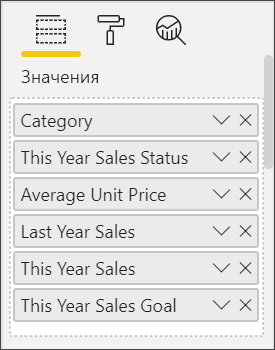 Значения
Category
This Year Sales Status
Average Unit Price
Last Year Sales
This Year Sales
This Year Sales Goal